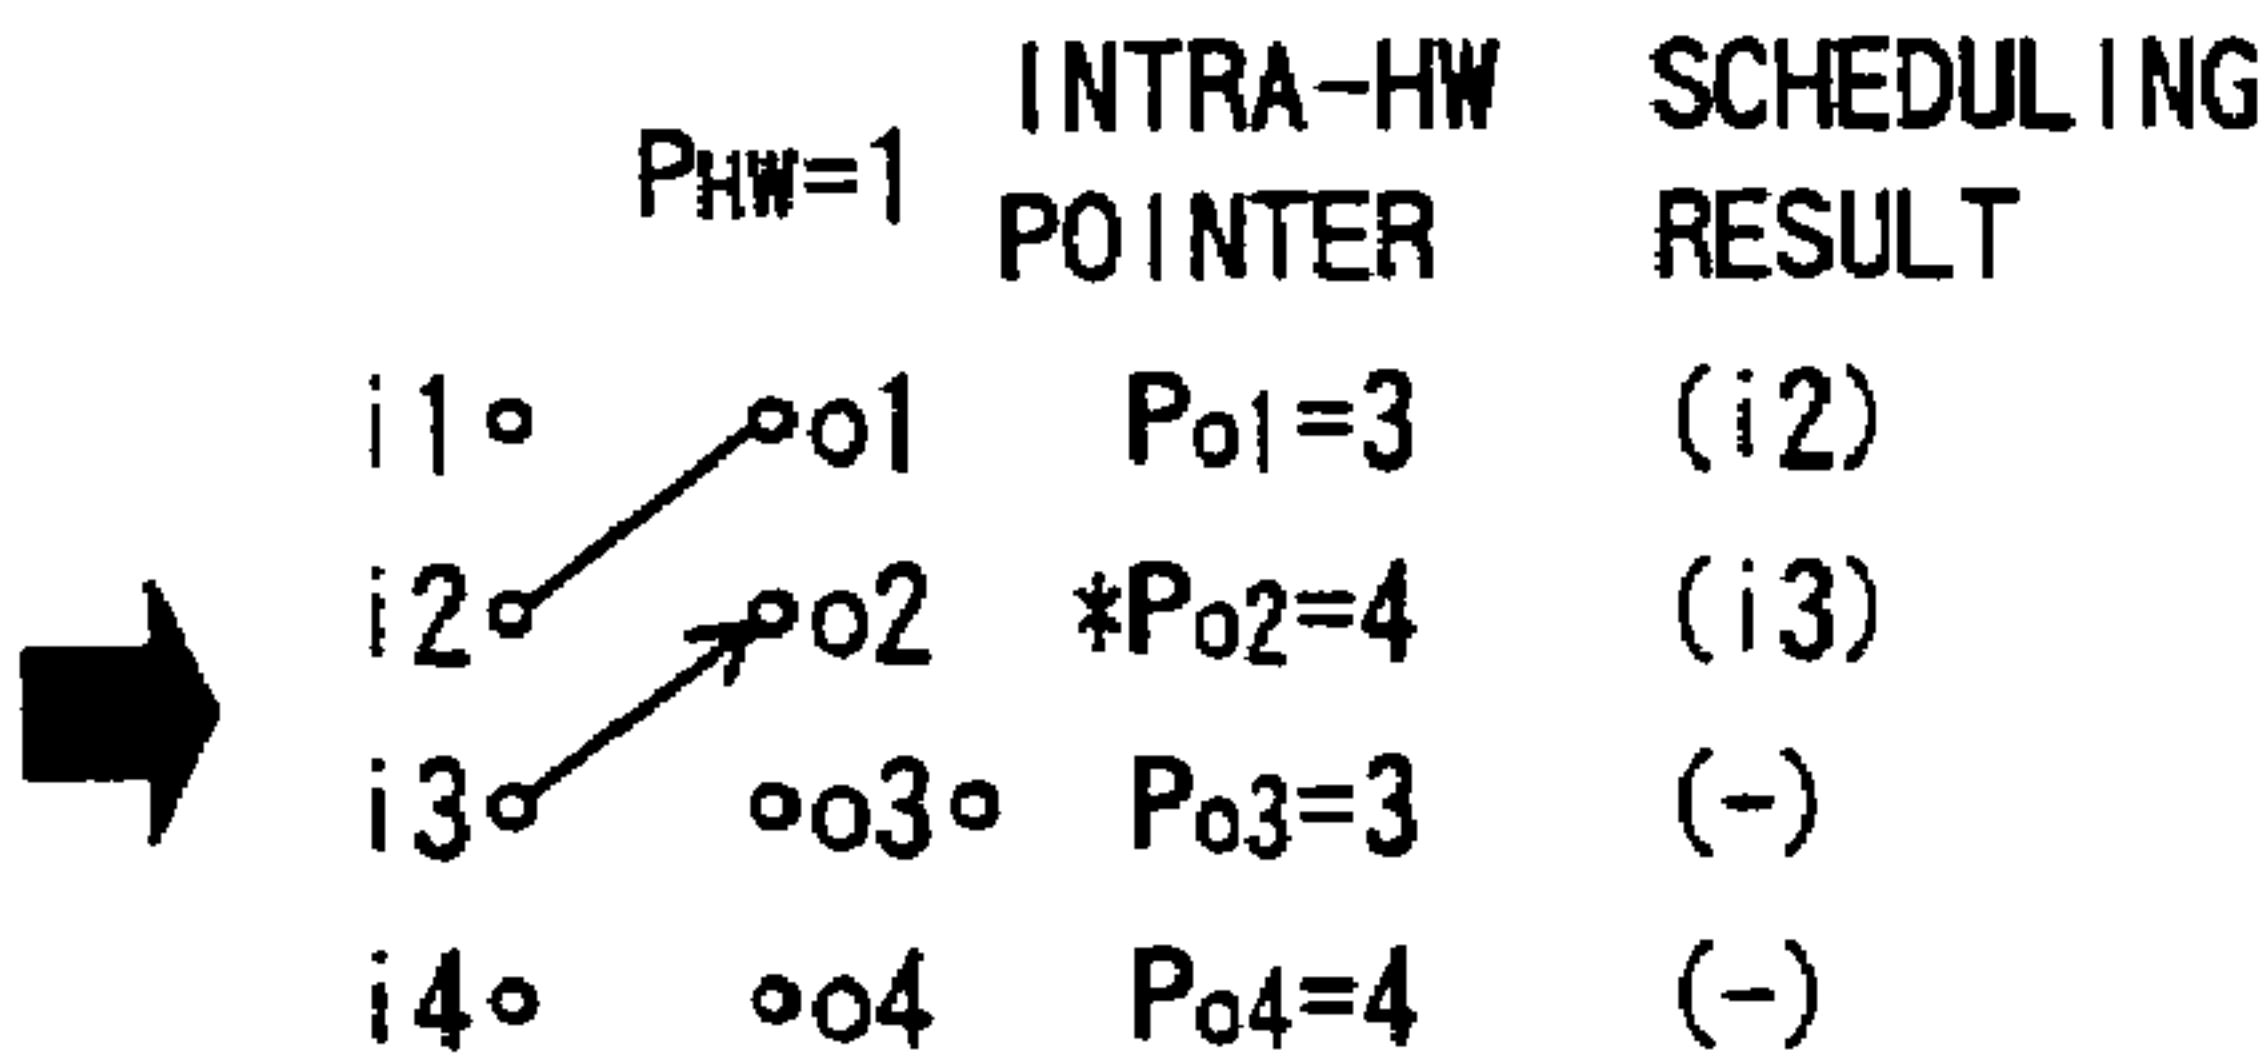 INTRA-HW SCHEDULING
PHW=1 POINTER RESULT
i1 o1 Po1=3 (i2)
i2 o2 *Po2=4 (i3)
i3 o3 Po3=3 (-)
i4 o4 Po4=4 (-)